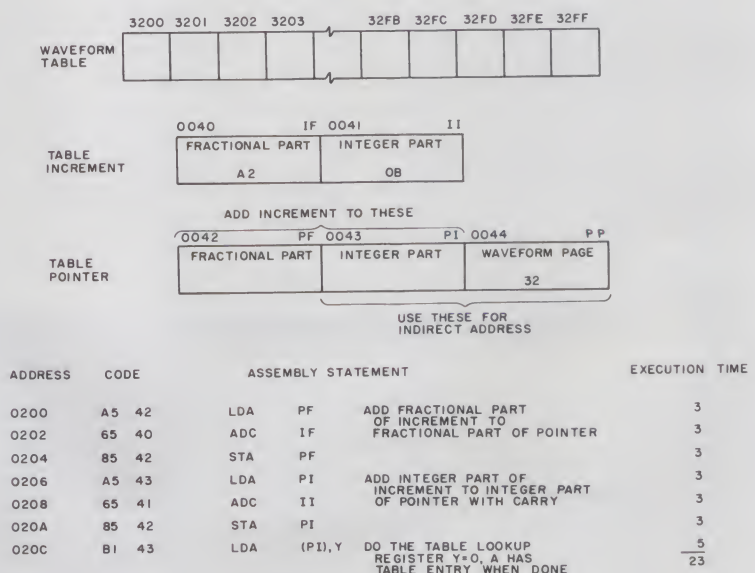 3200 3201 3202 3203 32FB 32FC 32FD 32FE 32FF
WAVEFORM
TABLE
0040 IF 0041 II
TABLE
INCREMENT
FRACTIONAL PART INTEGER PART
A2 OB
ADD INCREMENT TO THESE
0042 PF 0043 PI 0044 PP
TABLE
POINTER
FRACTIONAL PART INTEGER PART WAVEFORM PAGE
32
USE THESE FOR
INDIRECT ADDRESS
ADDRESS CODE ASSEMBLY STATEMENT EXECUTION TIME
0200 A5 42 LDA PF ADD FRACTIONAL PART 3
OF INCREMENT TO
0202 65 40 ADC IF FRACTIONAL PART OF POINTER 3
0204 85 42 STA PF 3
0206 A5 43 LDA PI ADD INTEGER PART OF 3
INCREMENT TO INTEGER PART
0208 65 41 ADC II OF POINTER WITH CARRY 3
020A 85 42 STA PI 3
020C B1 43 LDA (PI),Y DO THE TABLE LOOKUP 5
REGISTER Y=0, A HAS 23
TABLE ENTRY WHEN DONE